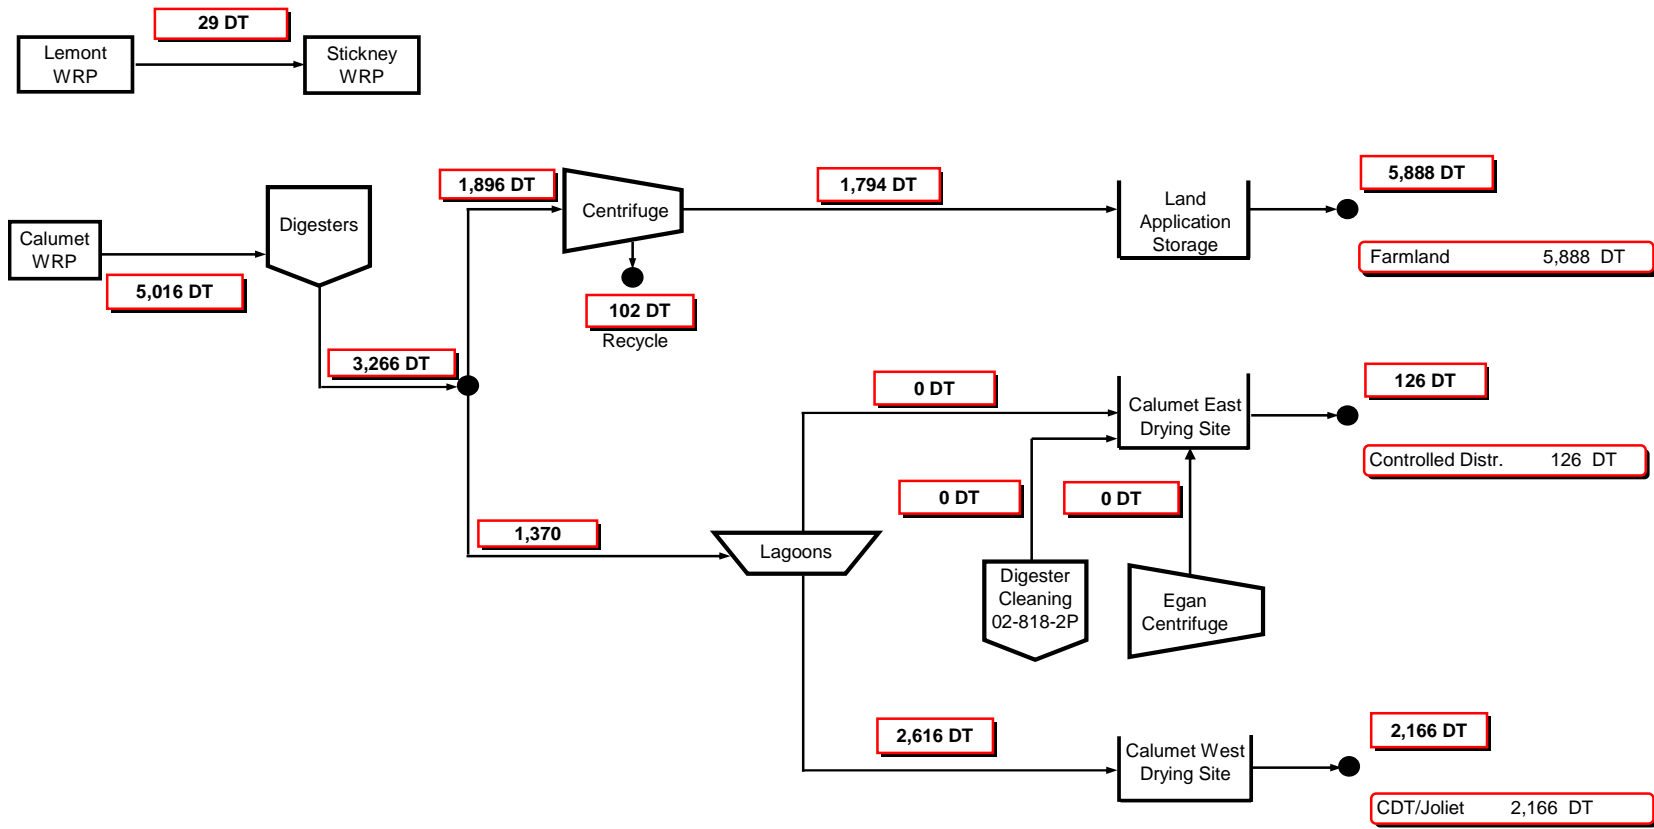 29 DT
Lemont
WRP
Stickney
WRP
1,896 DT
Centrifuge
1,794 DT
Land
Application
Storage
5,888 DT
Farmland 5,888 DT
Calumet
WRP
5,016 DT
Digesters
102 DT
Recycle
3,266 DT
0 DT
Calumet East
Drying Site
126 DT
Controlled Distr. 126 DT
0 DT
0 DT
1,370
Lagoons
Digester
Cleaning
02-818-2P
Egan
Centrifuge
2,616 DT
Calumet West
Drying Site
2,166 DT
CDT/Joliet 2,166 DT